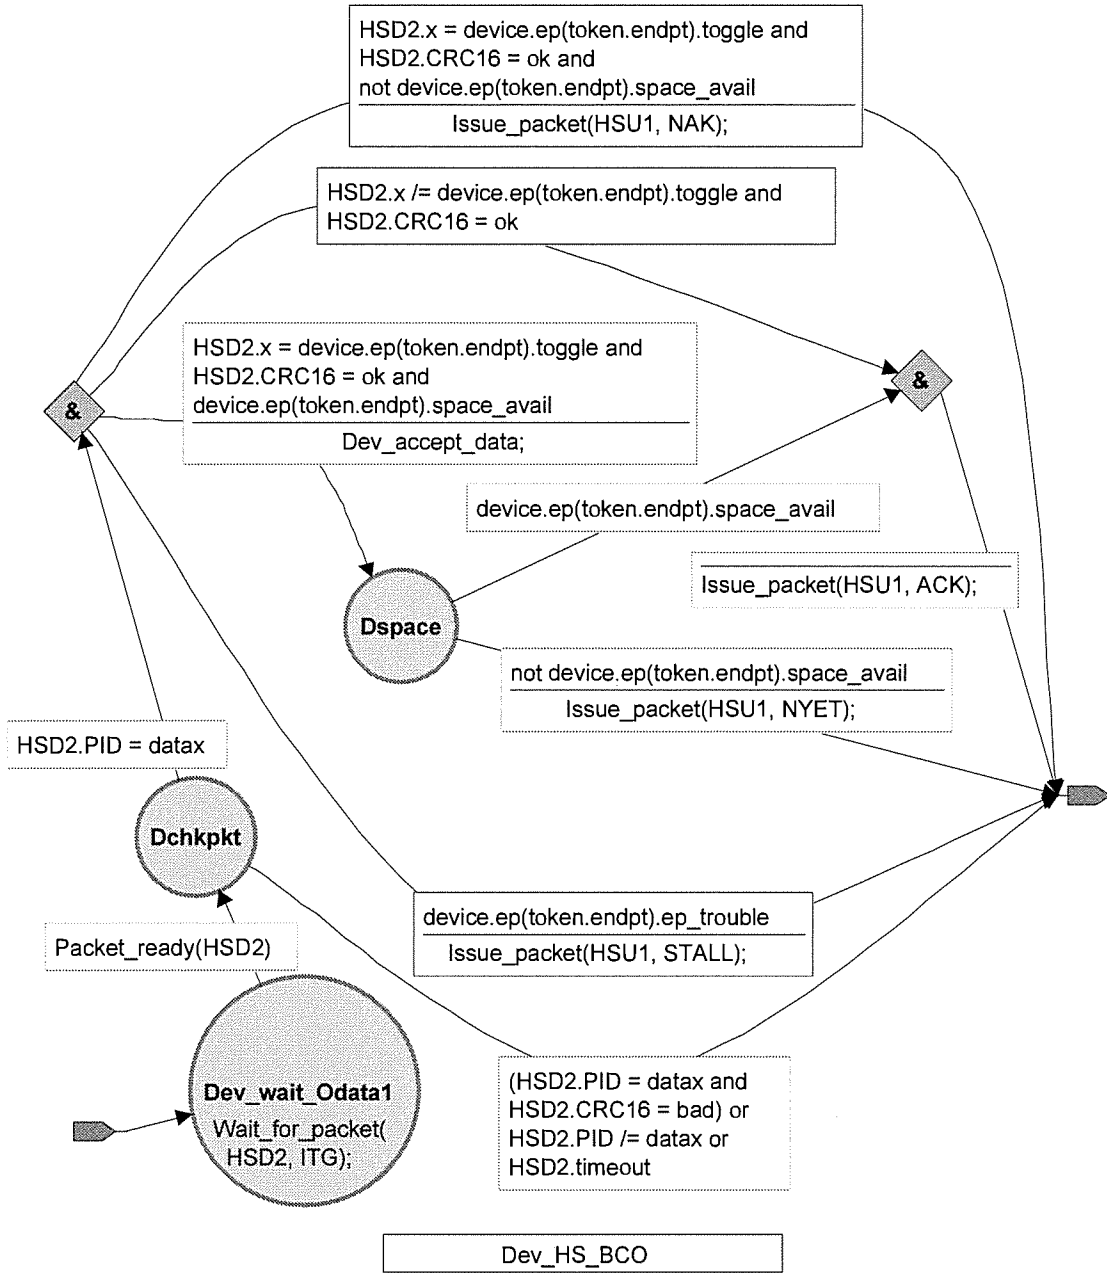 HSD2.x = device.ep(token.endpt).toggle and
HSD2.CRC16 = ok and
not device.ep(token.endpt).space_avail
Issue_packet(HSU1, NAK);
HSD2.x /= device.ep(token.endpt).toggle and
HSD2.CRC16 = ok
HSD2.x = device.ep(token.endpt).toggle and
HSD2.CRC16 = ok and
device.ep(token.endpt).space_avail
Dev_accept_data;
&
&
device.ep(token.endpt).space_avail
Issue_packet(HSU1, ACK);
Dspace
not device.ep(token.endpt).space_avail
Issue_packet(HSU1, NYET);
HSD2.PID = datax
Dchkpkt
device.ep(token.endpt).ep_trouble
Issue_packet(HSU1, STALL);
Packet_ready(HSD2)
Dev_wait_Odata1
Wait_for_packet(
HSD2, ITG);
(HSD2.PID = datax and
HSD2.CRC16 = bad) or
HSD2.PID /= datax or
HSD2.timeout
Dev_HS_BCO